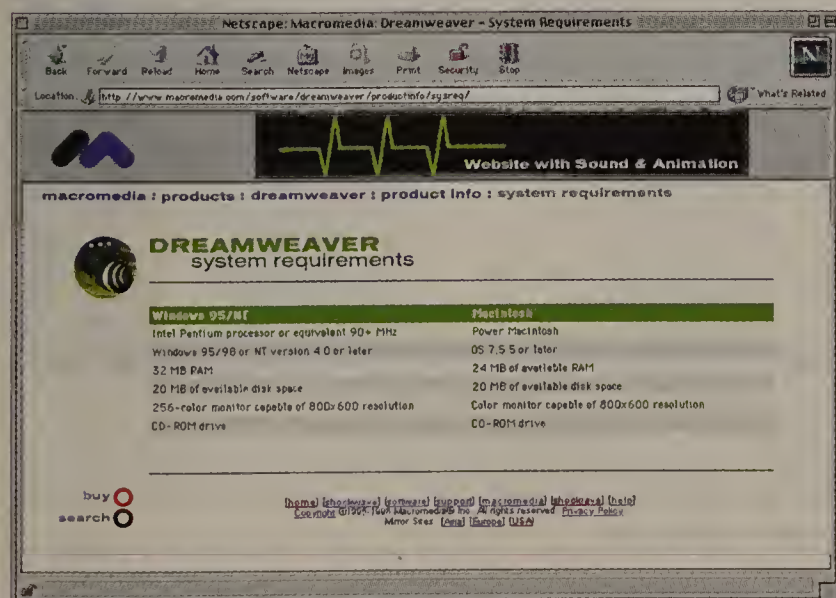 Netscape: Macromedia: Dreamweaver - System Requirements
Back Forward Reload Home Search Netscape Images Print Security Stop
N
Location: http://www.macromedia.com/software/dreamweaver/productinfo/sysreq/ What's Related
Website with Sound & Animation
macromedia : products : dreamweaver : product info : system requirements
DREAMWEAVER
system requirements
Windows 95/NT Macintosh
Intel Pentium processor or equivalent 90+ MHz Power Macintosh
Windows 95/98 or NT version 4.0 or later OS 7.5.5 or later
32 MB RAM 24 MB of available RAM
20 MB of available disk space 20 MB of available disk space
256-color monitor capable of 800x600 resolution Color monitor capable of 800x600 resolution
CD-ROM drive CD-ROM drive
buy
search
[home] [shockwave] [software] [support] [macromedia] [shockrave] [help]
Copyright ©1995-1998 Macromedia® Inc. All rights reserved. Privacy Policy
Mirror Sites [Asia] [Europe] [USA]